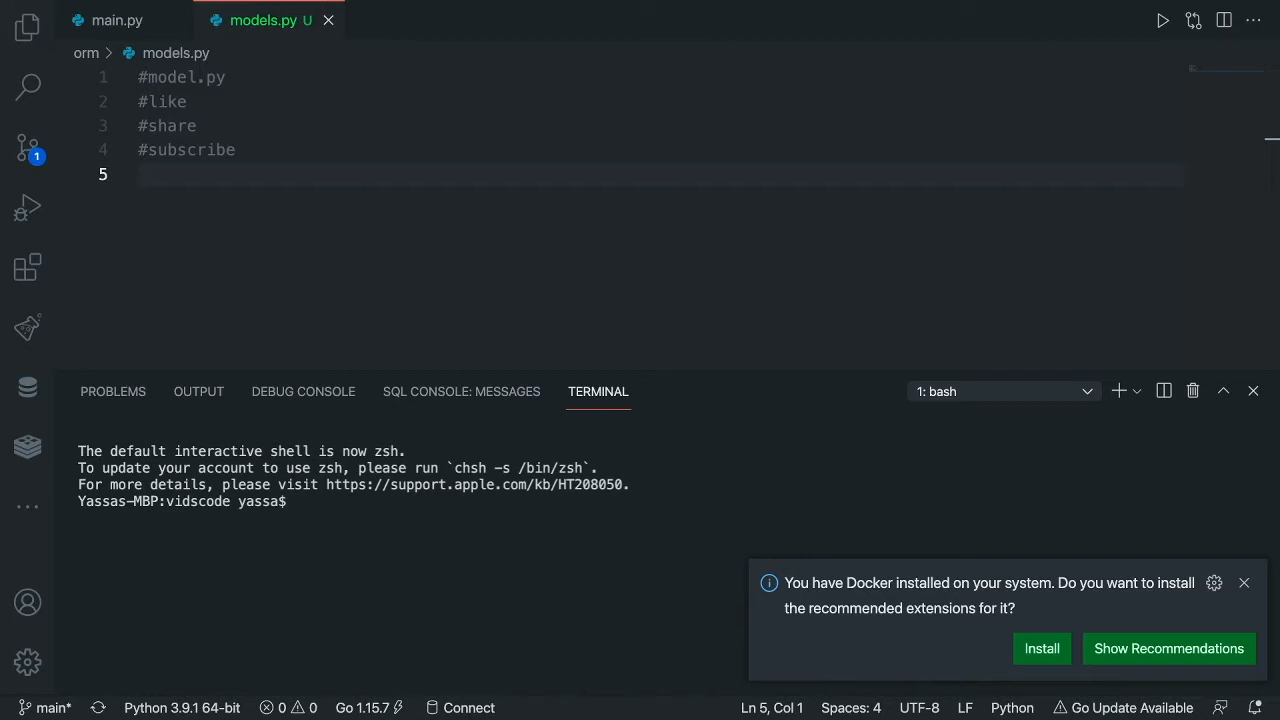 main.py
models.py U
orm models.py
1 #model.py
2 #like
3 #share
4 #subscribe
5
PROBLEMS OUTPUT DEBUG CONSOLE SQL CONSOLE: MESSAGES TERMINAL 1: bash
The default interactive shell is now zsh.
To update your account to use zsh, please run `chsh -s /bin/zsh`.
For more details, please visit https://support.apple.com/kb/HT208050.
Yassas-MBP:vidscode yassa$
You have Docker installed on your system. Do you want to install
the recommended extensions for it?
Install Show Recommendations
1
main* Python 3.9.1 64-bit 0 0 Go 1.15.7 Connect Ln 5, Col 1 Spaces: 4 UTF-8 LF Python Go Update Available